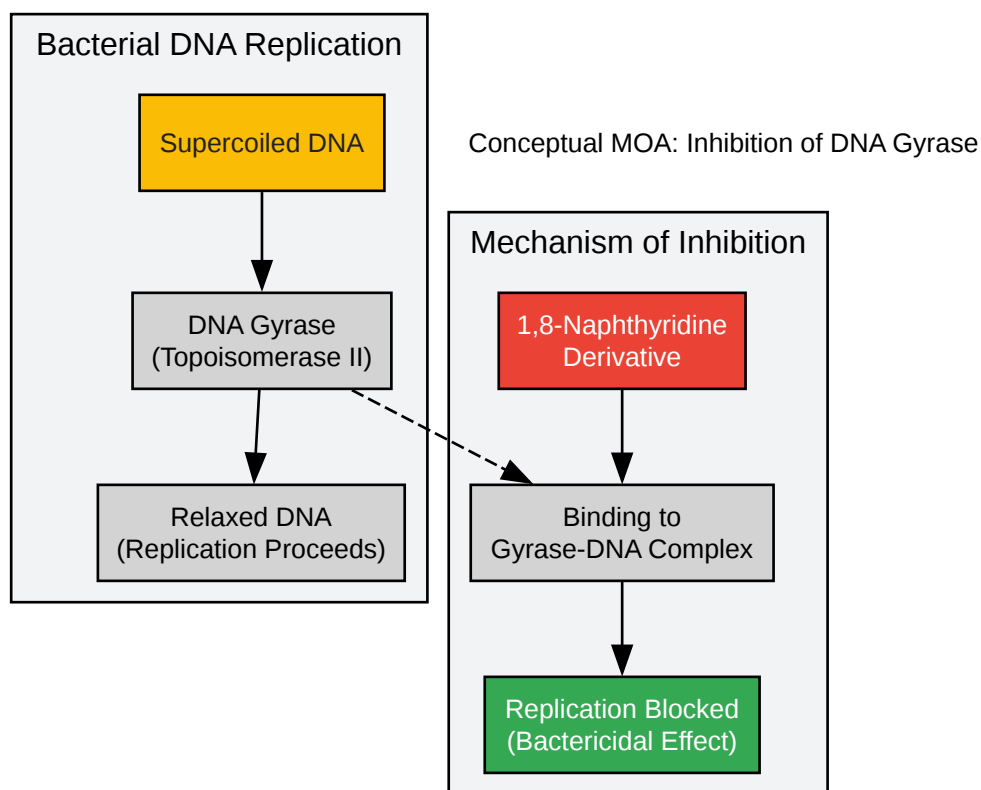 Bacterial DNA Replication
Supercoiled DNA
DNA Gyrase
(Topoisomerase II)
Relaxed DNA
(Replication Proceeds)
Conceptual MOA: Inhibition of DNA Gyrase
Mechanism of Inhibition
1,8-Naphthyridine
Derivative
Binding to
Gyrase-DNA Complex
Replication Blocked
(Bactericidal Effect)